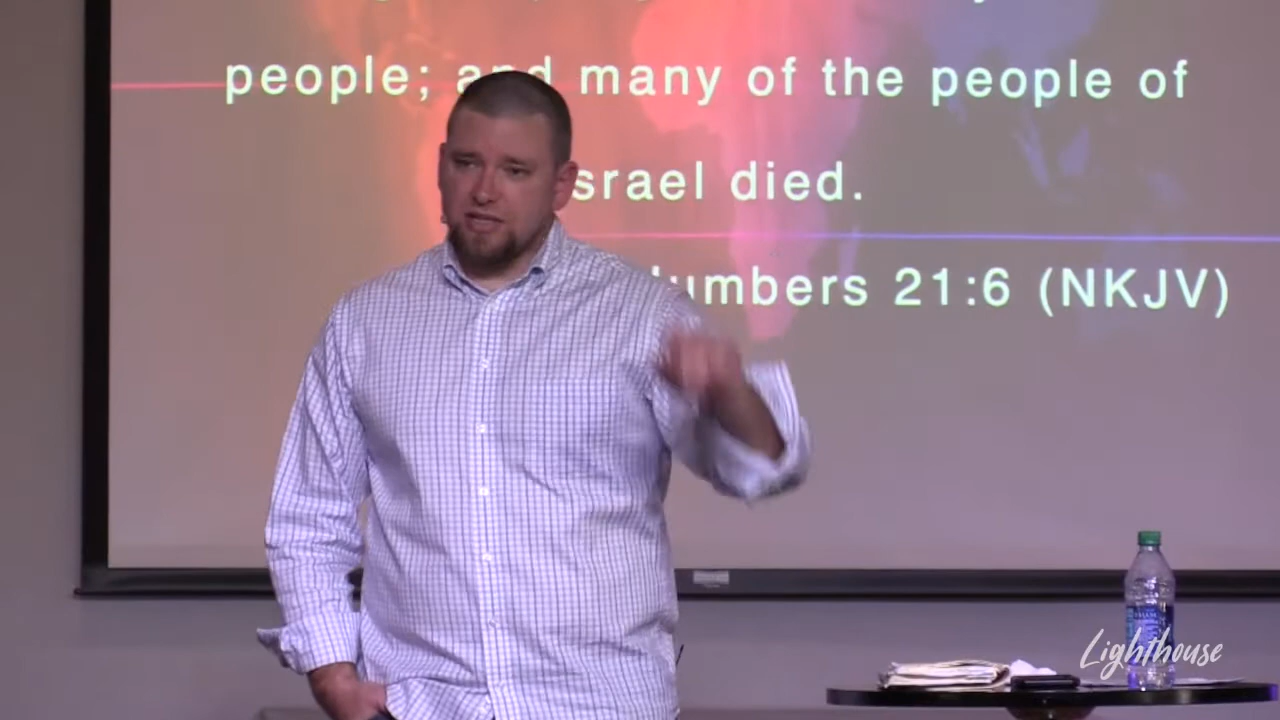 people; and many of the people of
srael died.
umbers 21:6 (NKJV)
Lighthouse